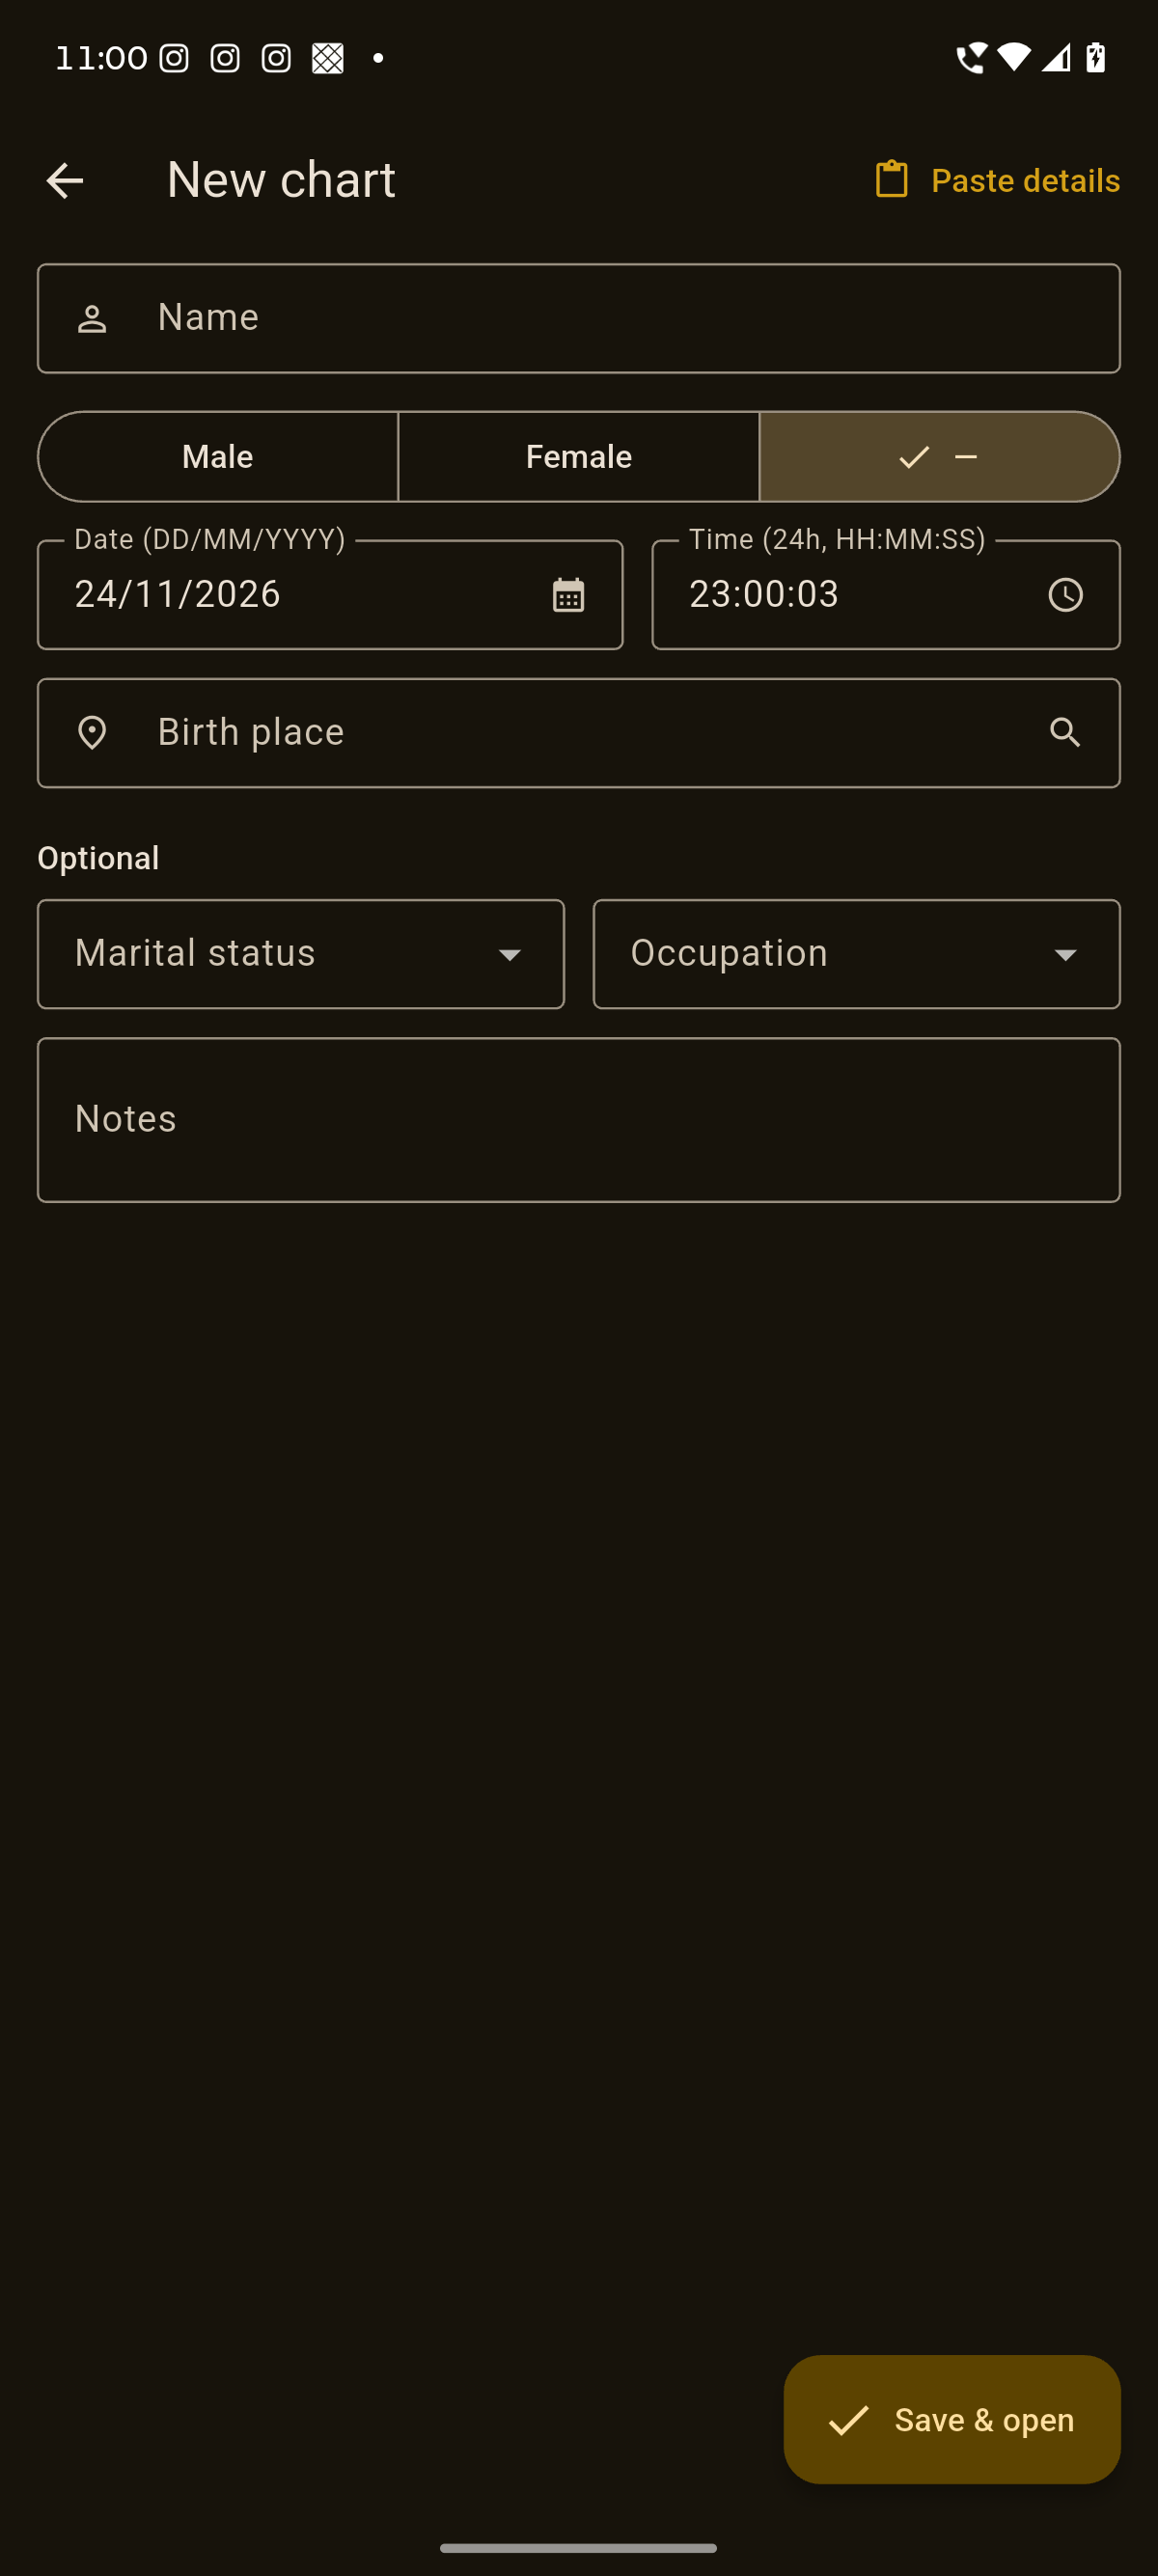 11:00
New chart
Paste details
Name
Male
Female
–
Date (DD/MM/YYYY)
Time (24h, HH:MM:SS)
24/11/2026
23:00:03
Birth place
Optional
Marital status
Occupation
Notes
Save & open